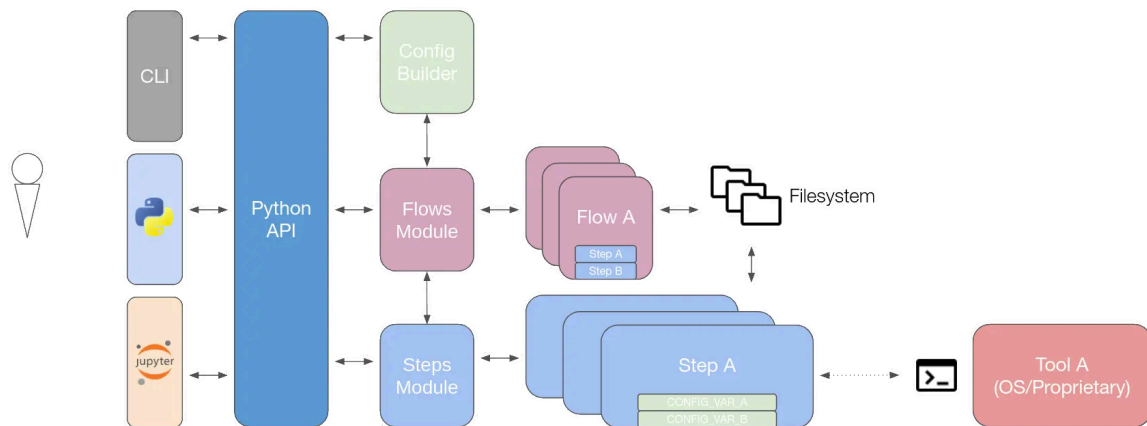 CLI
Python
API
Config
Builder
Flows
Module
Flow A
Step A
Step B
Filesystem
jupyter
Steps
Module
Step A
CONFIG_VAR_A
CONFIG_VAR_B
>_
Tool A
(OS/Proprietary)